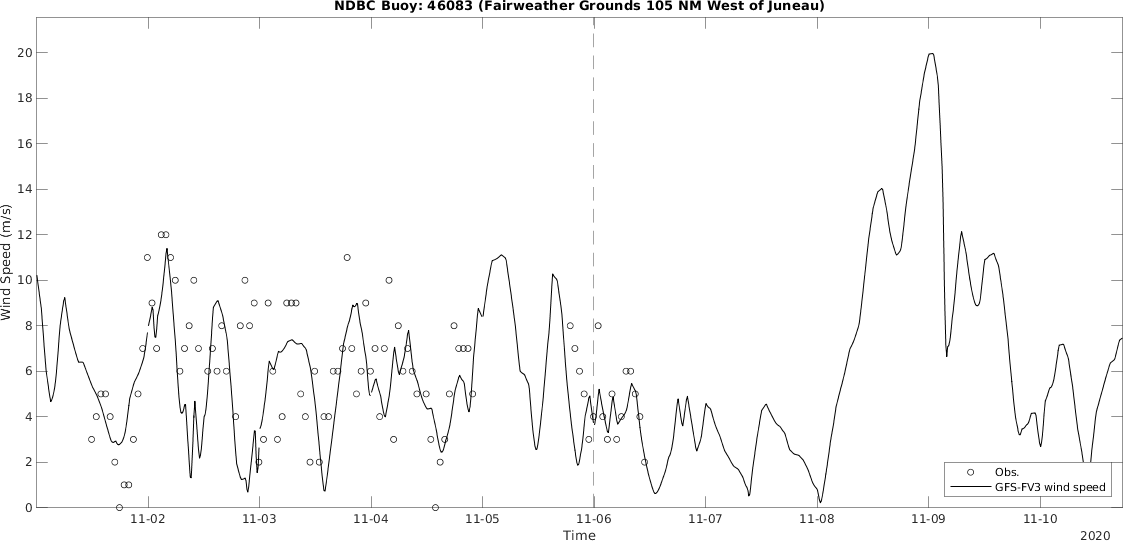 NDBC Buoy: 46083 (Fairweather Grounds 105 NM West of Juneau)
Wind Speed (m/s)
20
18
16
14
12
10
8
6
4
2
0
11-02 11-03 11-04 11-05 11-06 11-07 11-08 11-09 11-10
Time
2020
Obs.
GFS-FV3 wind speed